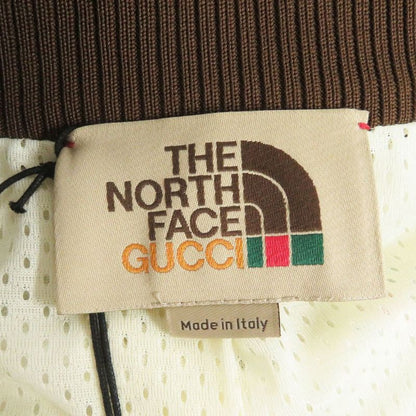 THE
NORTH
FACE
GUCCI
Made in Italy